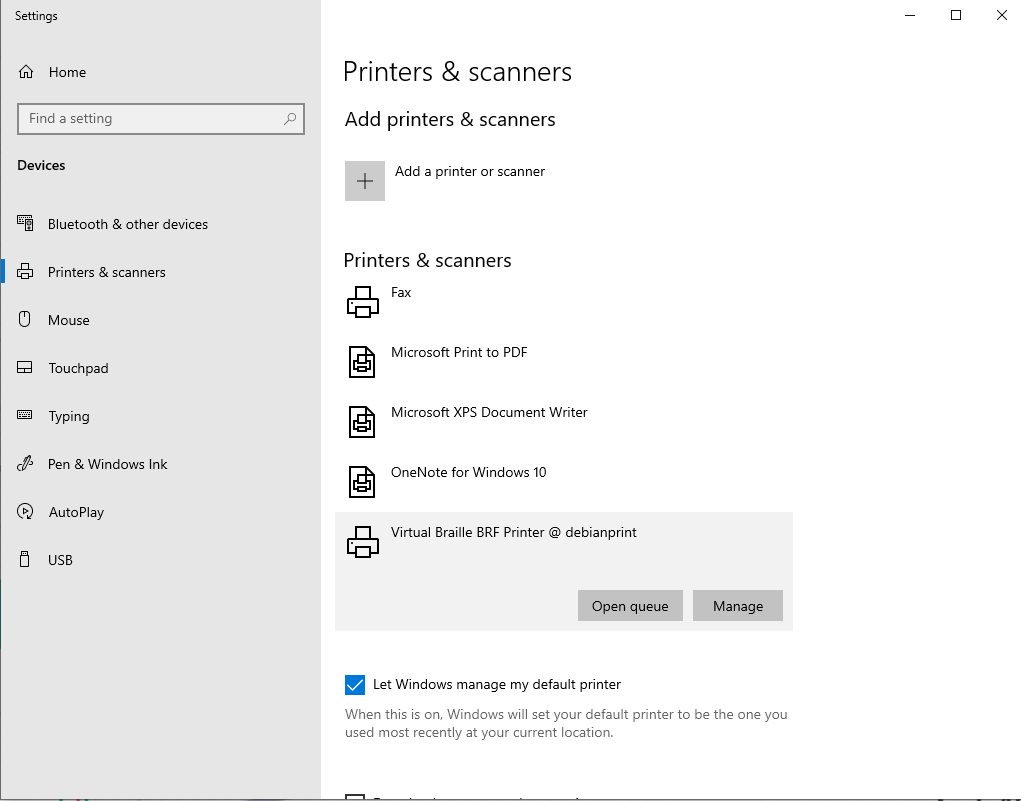 Settings
Home
Find a setting
Devices
Bluetooth & other devices
Printers & scanners
Mouse
Touchpad
Typing
Pen & Windows Ink
AutoPlay
USB
Printers & scanners
Add printers & scanners
Add a printer or scanner
Printers & scanners
Fax
Microsoft Print to PDF
Microsoft XPS Document Writer
OneNote for Windows 10
Virtual Braille BRF Printer @ debianprint
Open queue
Manage
Let Windows manage my default printer
When this is on, Windows will set your default printer to be the one you
used most recently at your current location.